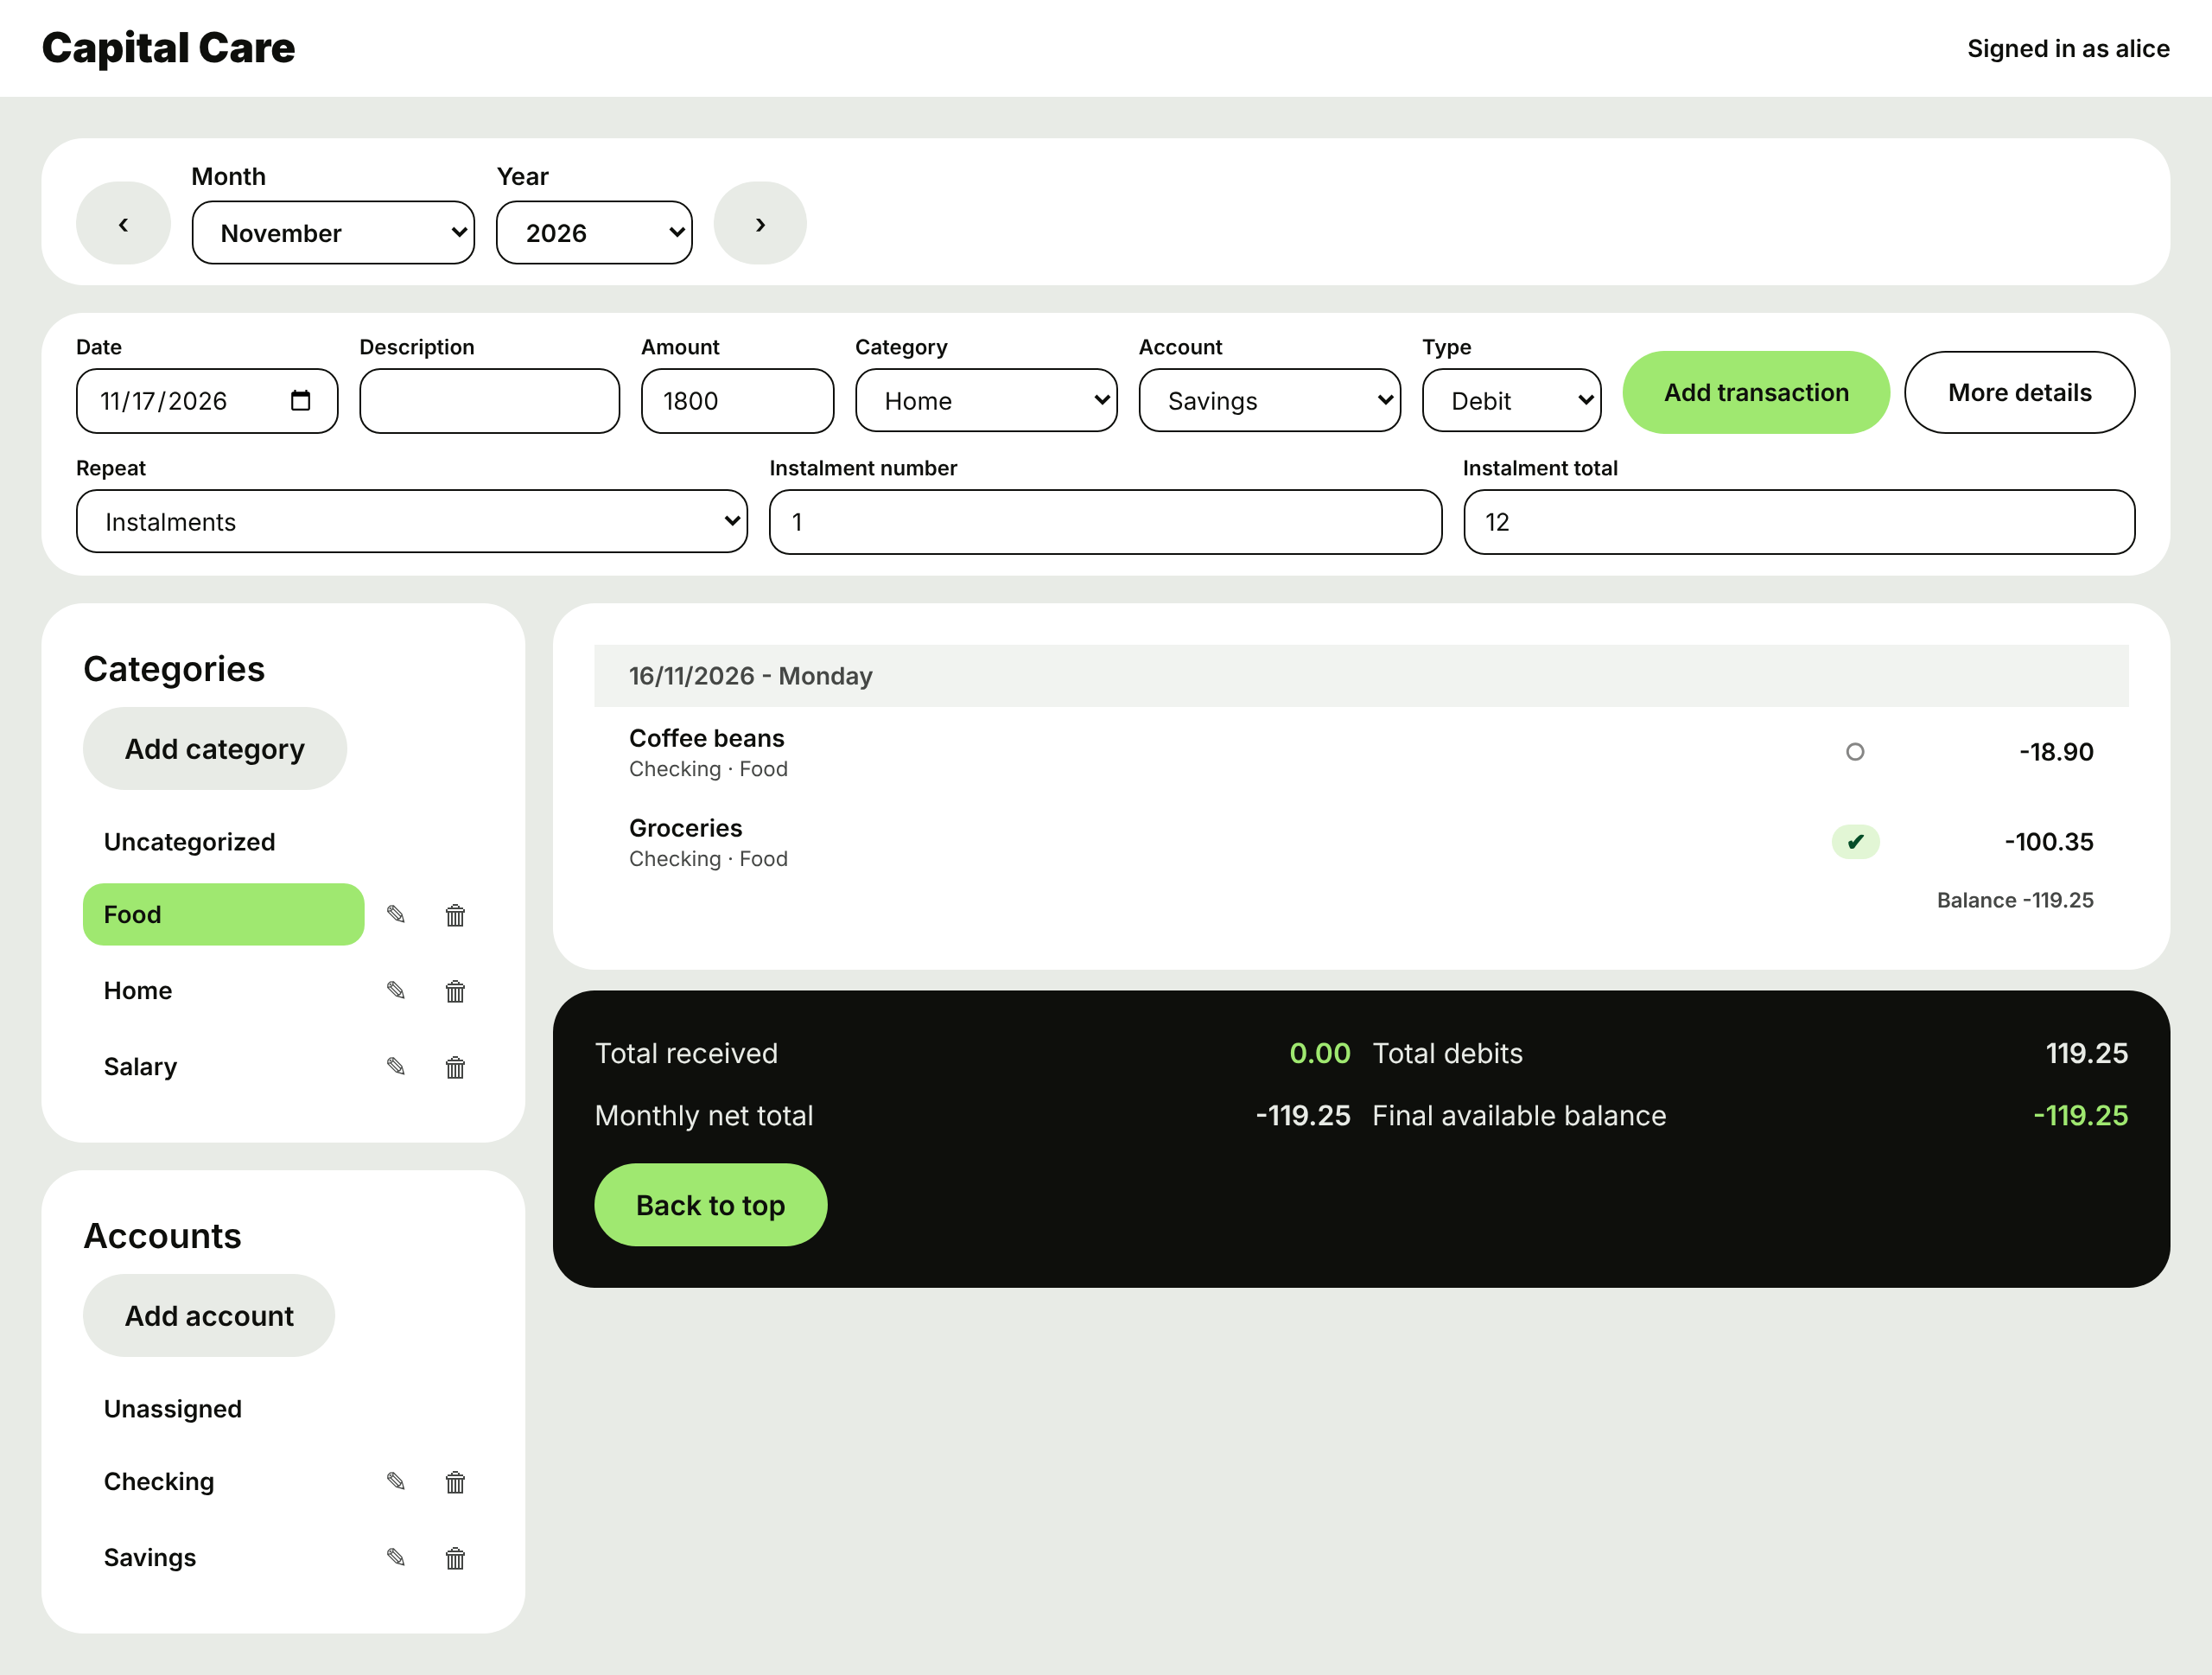 Capital Care
Signed in as alice
Month
Year
‹
November
2026
›
Date
Description
Amount
Category
Account
Type
11/17/2026
1800
Home
Savings
Debit
Add transaction
More details
Repeat
Instalment number
Instalment total
Instalments
1
12
Categories
Add category
Uncategorized
Food
Home
Salary
Accounts
Add account
Unassigned
Checking
Savings
16/11/2026 - Monday
Coffee beans
Checking · Food
-18.90
Groceries
Checking · Food
✔
-100.35
Balance -119.25
Total received 0.00
Total debits 119.25
Monthly net total -119.25
Final available balance -119.25
Back to top